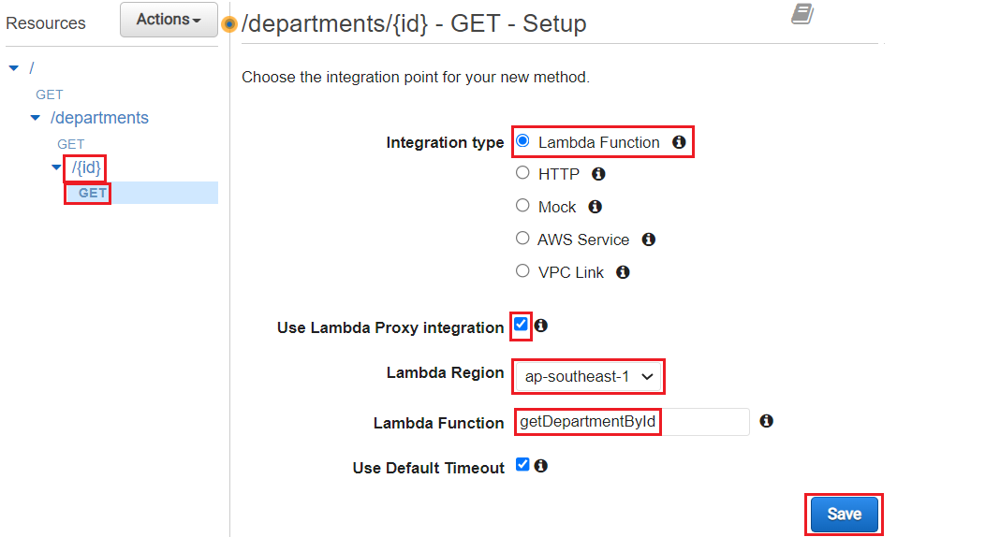 Resources
Actions
/
GET
/departments
GET
/{id}
GET
/departments/{id} - GET - Setup
Choose the integration point for your new method.
Integration type
Lambda Function
HTTP
Mock
AWS Service
VPC Link
Use Lambda Proxy integration
Lambda Region
ap-southeast-1
Lambda Function
getDepartmentById
Use Default Timeout
Save